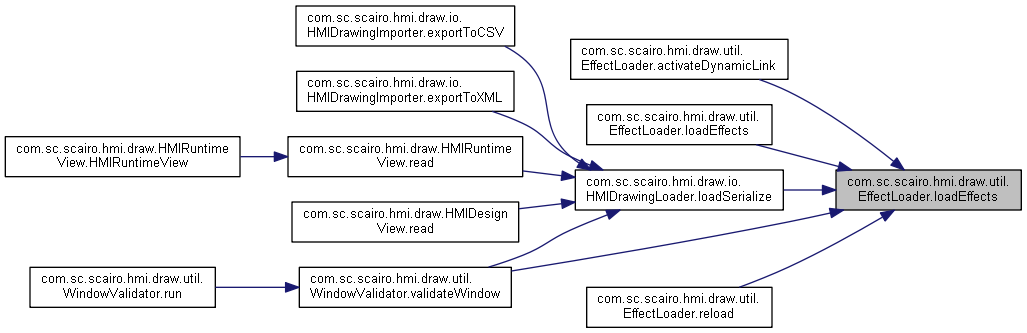 com.sc.scairo.hmi.draw.io.
HMIDrawingImporter.exportToCSV
com.sc.scairo.hmi.draw.util.
EffectLoader.activateDynamicLink
com.sc.scairo.hmi.draw.io.
HMIDrawingImporter.exportToXML
com.sc.scairo.hmi.draw.util.
EffectLoader.loadEffects
com.sc.scairo.hmi.draw.HMIRuntime
View.HMIRuntimeView
com.sc.scairo.hmi.draw.HMIRuntime
View.read
com.sc.scairo.hmi.draw.io.
HMIDrawingLoader.loadSerialize
com.sc.scairo.hmi.draw.util.
EffectLoader.loadEffects
com.sc.scairo.hmi.draw.HMIDesign
View.read
com.sc.scairo.hmi.draw.util.
WindowValidator.run
com.sc.scairo.hmi.draw.util.
WindowValidator.validateWindow
com.sc.scairo.hmi.draw.util.
EffectLoader.reload